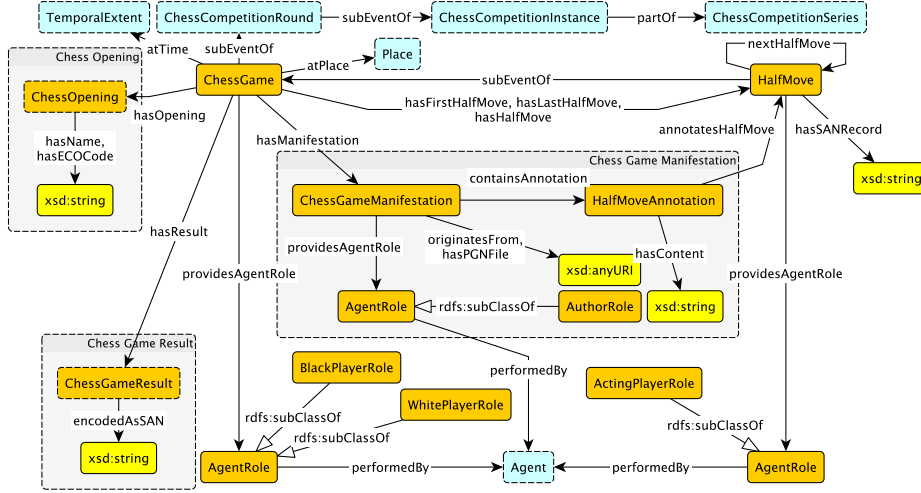 TemporalExtent
ChessCompetitionRound
subEventOf
ChessCompetitionInstance
partOf
ChessCompetitionSeries
atTime
subEventOf
Place
nextHalfMove
Chess Opening
atPlace
ChessGame
subEventOf
HalfMove
ChessOpening
hasOpening
hasFirstHalfMove, hasLastHalfMove,
hasHalfMove
hasName,
hasECOCode
hasManifestation
annotatesHalfMove
hasSANRecord
Chess Game Manifestation
containsAnnotation
xsd:string
xsd:string
ChessGameManifestation
HalfMoveAnnotation
hasResult
providesAgentRole
originatesFrom,
hasPGNFile
hasContent
providesAgentRole
xsd:anyURI
providesAgentRole
AgentRole
rdfs:subClassOf
AuthorRole
xsd:string
Chess Game Result
BlackPlayerRole
performedBy
ChessGameResult
ActingPlayerRole
WhitePlayerRole
encodedAsSAN
rdfs:subClassOf
rdfs:subClassOf
rdfs:subClassOf
xsd:string
AgentRole
performedBy
Agent
performedBy
AgentRole